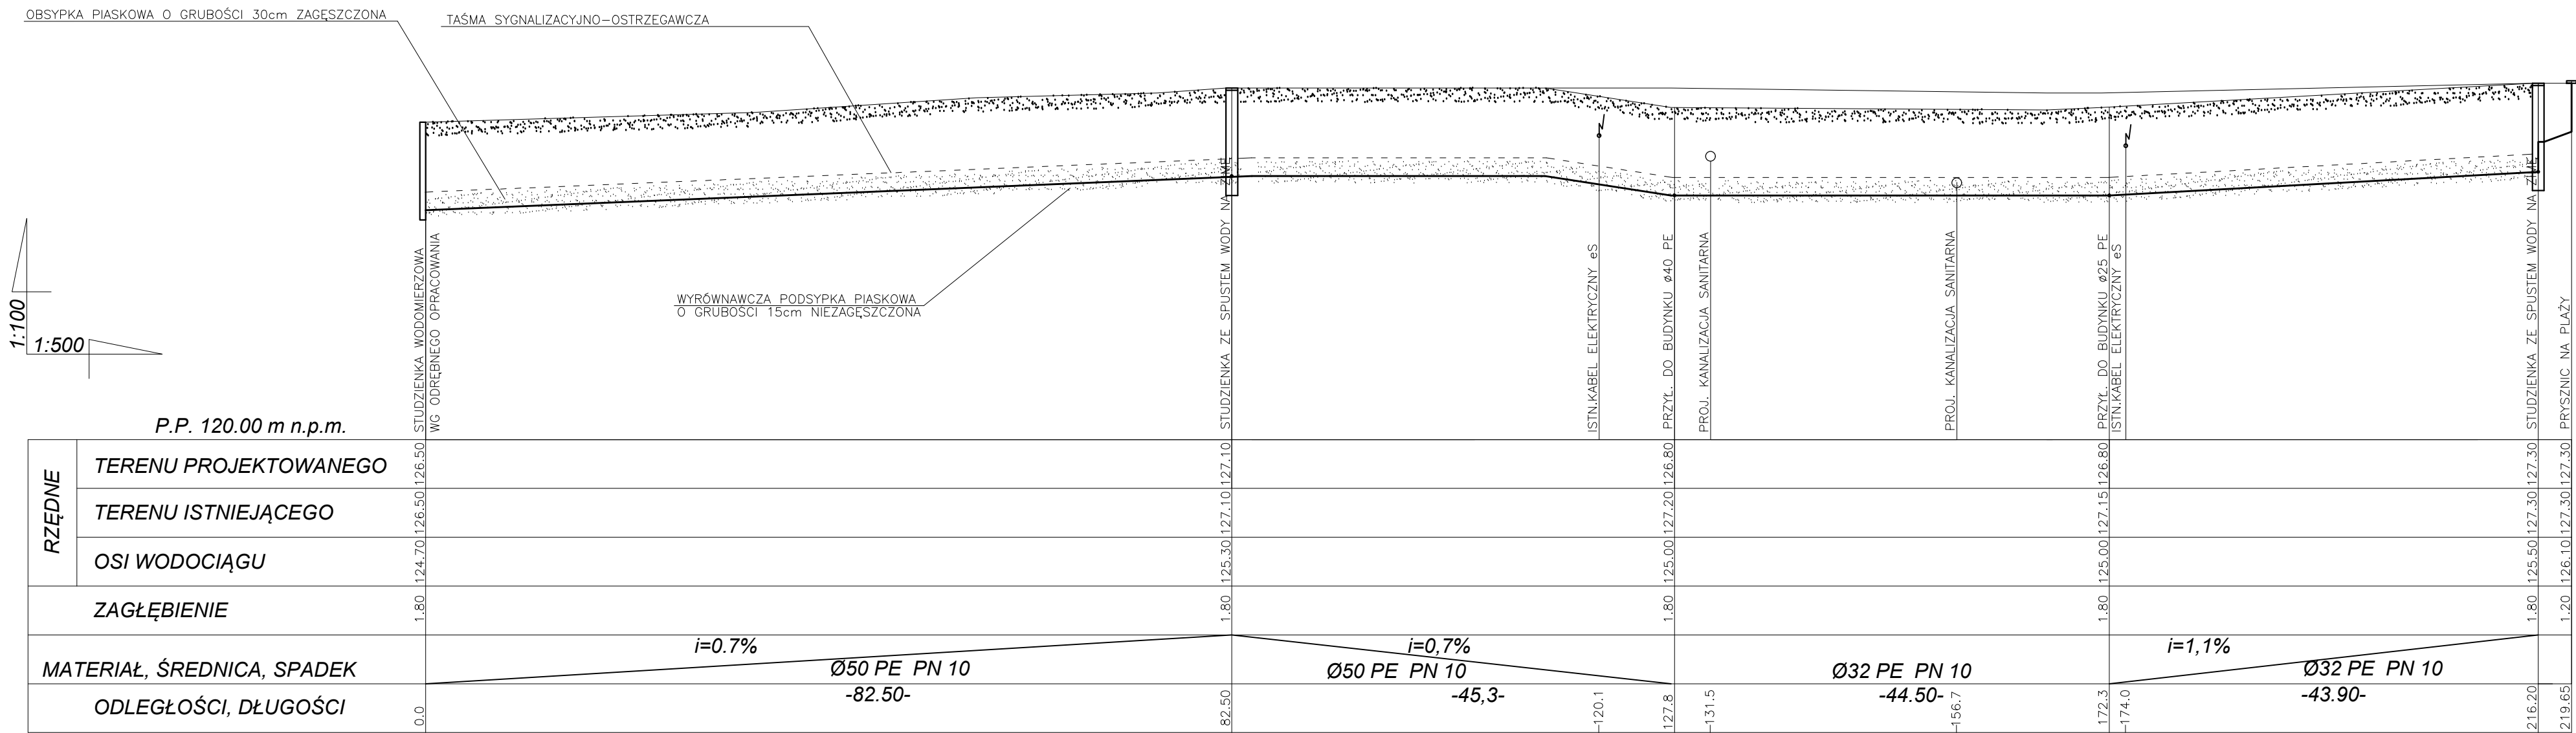 OBSYPKA PIASKOWA O GRUBOŚCI 30cm ZAGĘSZCZONA
TAŚMA SYGNALIZACYJNO-OSTRZEGAWCZA
WYRÓWNAWCZA PODSYPKA PIASKOWA
O GRUBOŚCI 15cm NIEZAGĘSZCZONA
1:100
1:500
STUDZIENKA WODOMIERZOWA
WG ODRĘBNEGO OPRACOWANIA
STUDZIENKA ZE SPUSTEM WODY NA ZIMĘ
ISTN.KABEL ELEKTRYCZNY eS
PRZYŁ. DO BUDYNKU ø40 PE
PROJ. KANALIZACJA SANITARNA
PROJ. KANALIZACJA SANITARNA
PRZYŁ. DO BUDYNKU ø25 PE
ISTN.KABEL ELEKTRYCZNY eS
STUDZIENKA ZE SPUSTEM WODY NA ZIMĘ
PRYSZNIC NA PLAŻY
P.P. 120.00 m n.p.m.
RZĘDNE
TERENU PROJEKTOWANEGO
126.50 127.10 126.80 126.80 127.30 127.30
TERENU ISTNIEJĄCEGO
126.50 127.10 127.20 127.15 127.30 127.30
OSI WODOCIĄGU
124.70 125.30 125.00 125.00 125.50 126.10
ZAGŁĘBIENIE
1.80 1.80 1.80 1.80 1.80 1.20
MATERIAŁ, ŚREDNICA, SPADEK
i=0.7%
Ø50 PE PN 10
i=0,7%
Ø50 PE PN 10
Ø32 PE PN 10
i=1,1%
Ø32 PE PN 10
ODLEGŁOŚCI, DŁUGOŚCI
-82.50- -45,3- -44.50- -43.90-
0.0 82.50 120.1 127.8 131.5 156.7 172.3 174.0 216.20 219.65